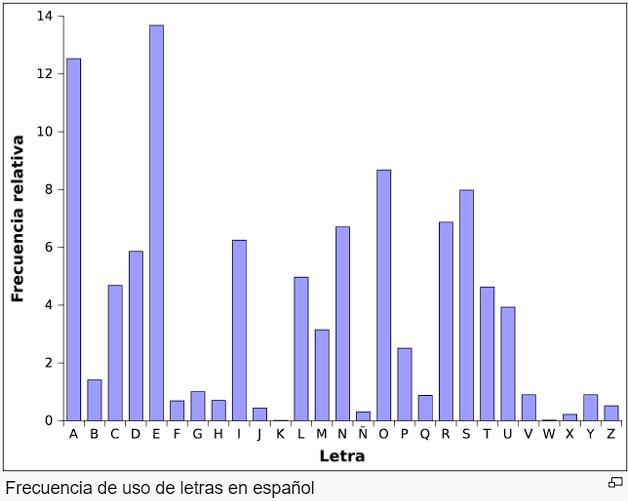 14
12
10
8
6
4
2
0
Frecuencia relativa
A B C D E F G H I J K L M N Ñ O P Q R S T U V W X Y Z
Letra
Frecuencia de uso de letras en español